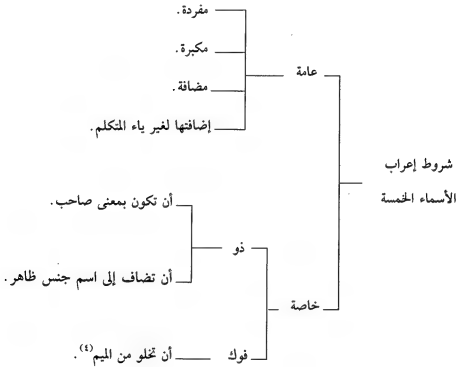 شروط إعراب
الأسماء الخمسة
عامة
مفردة.
مكبرة.
مضافة.
إضافتها لغير ياء المتكلم.
خاصة
ذو
أن تكون بمعنى صاحب.
أن تضاف إلى اسم جنس ظاهر.
فوك
أن تخلو من الميم(٤).